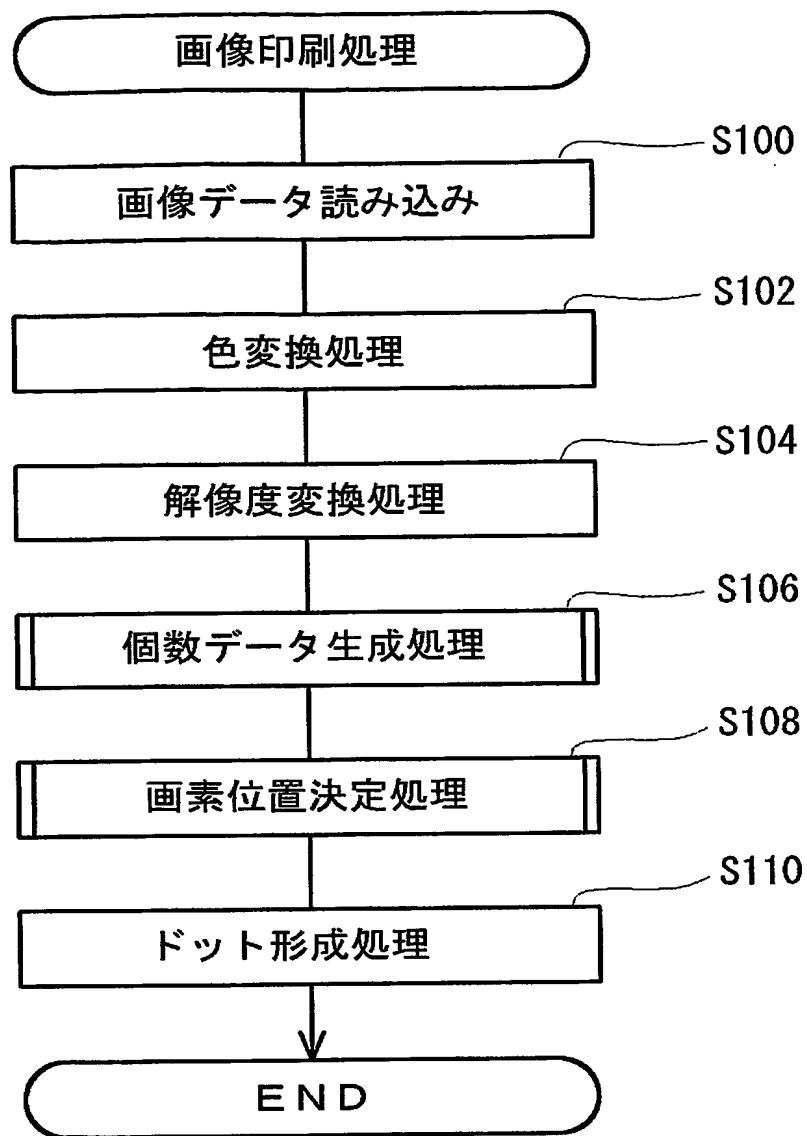 画像印刷処理
S100
画像データ読み込み
S102
色変換処理
S104
解像度変換処理
S106
個数データ生成処理
S108
画素位置決定処理
S110
ドット形成処理
END